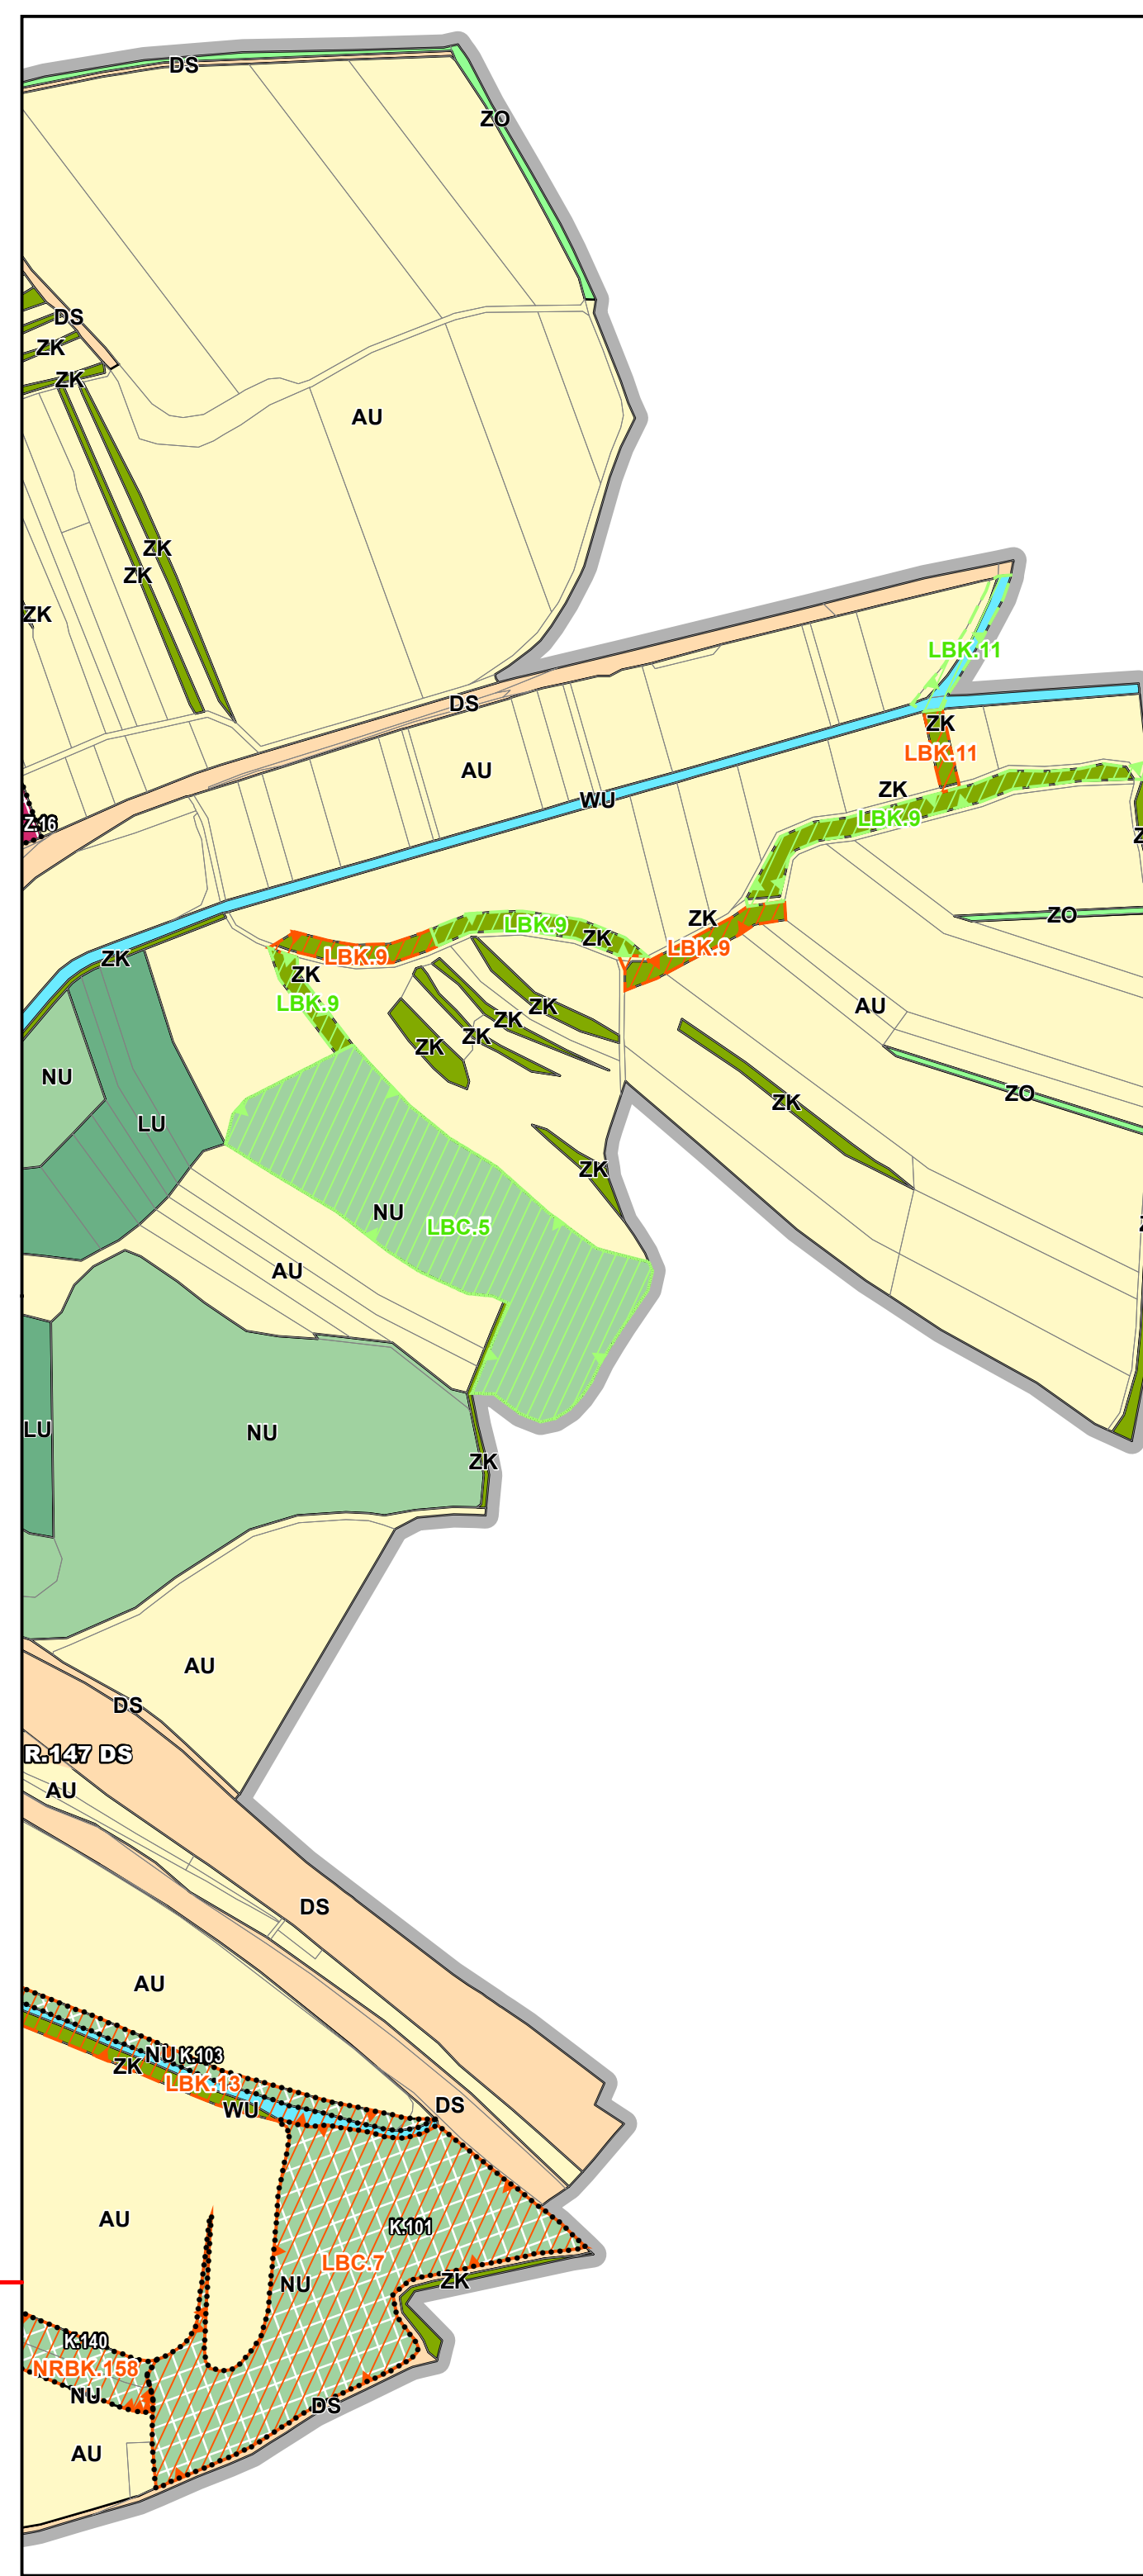 DS
ZO
DS
ZK
ZK
AU
ZK
ZK
ZK
LBK.11
DS
ZK
LBK.11
AU
ZK
WU
LBK.9
Z.16
ZO
ZK
LBK.9
ZK
LBK.9
LBK.9
ZK
ZK
LBK.9
ZK
AU
ZK
ZK
ZK
NU
ZO
ZK
LU
ZK
NU
LBC.5
AU
LU
NU
ZK
AU
DS
R.147 DS
AU
DS
AU
NU
K.103
ZK
LBK.13
DS
WU
AU
K.101
LBC.7
ZK
NU
K.140
NRBK.158
NU
DS
AU